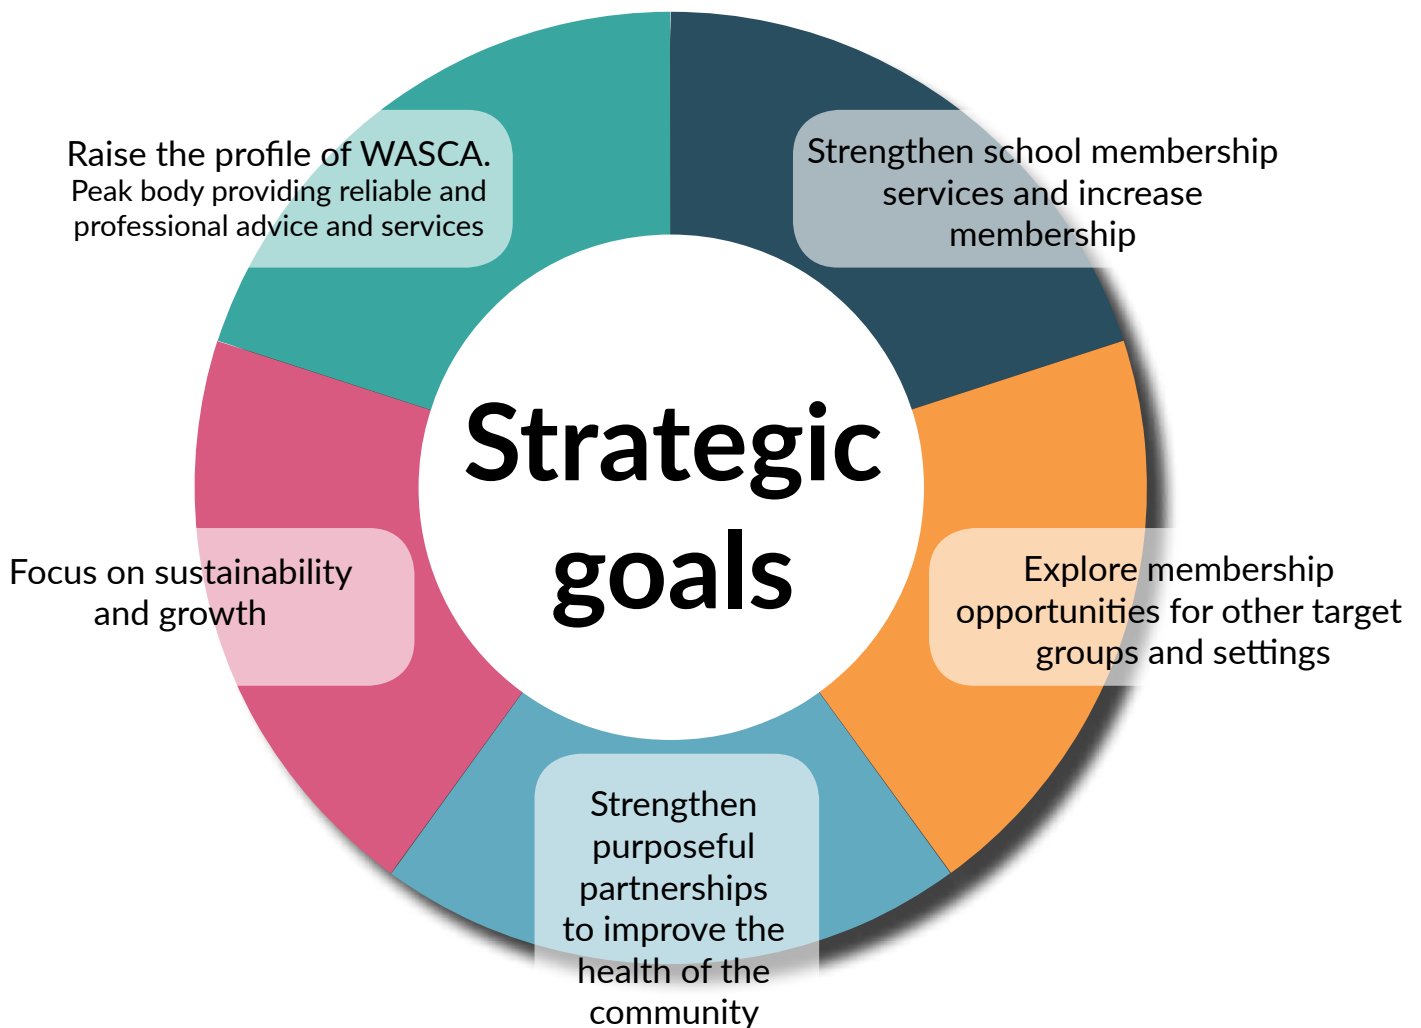 Raise the profile of WASCA.
Peak body providing reliable and
professional advice and services
Strengthen school membership
services and increase
membership
Strategic
goals
Focus on sustainability
and growth
Explore membership
opportunities for other target
groups and settings
Strengthen
purposeful
partnerships
to improve the
health of the
community